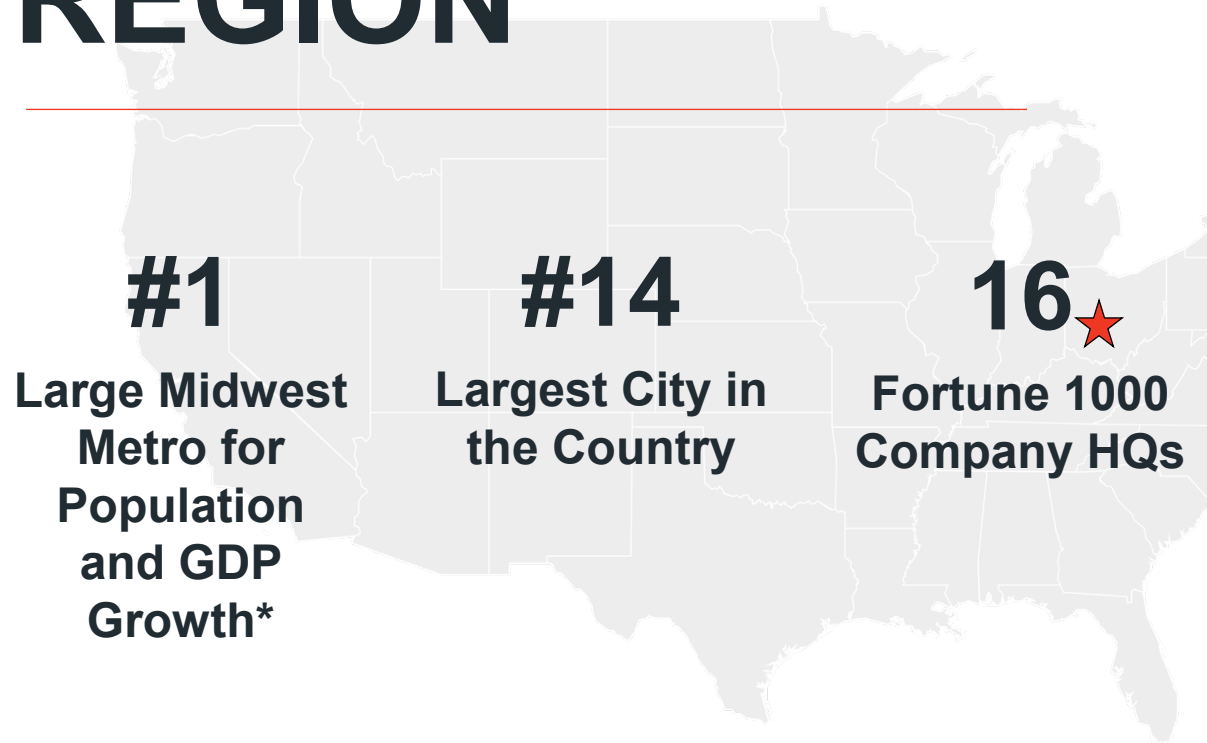 REGION
#1
Large Midwest
Metro for
Population
and GDP
Growth*
#14
Largest City in
the Country
16
Fortune 1000
Company HQs